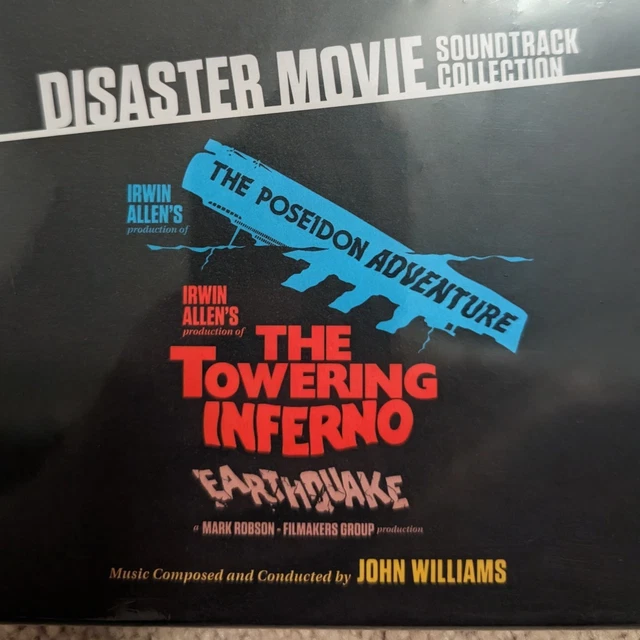 DISASTER MOVIE SOUNDTRACK
COLLECTION
IRWIN
ALLEN'S
production of
THE POSEIDON ADVENTURE
IRWIN
ALLEN'S
production of
THE
TOWERING
INFERNO
EARTHQUAKE
a MARK ROBSON - FILMAKERS GROUP production
Music Composed and Conducted by JOHN WILLIAMS